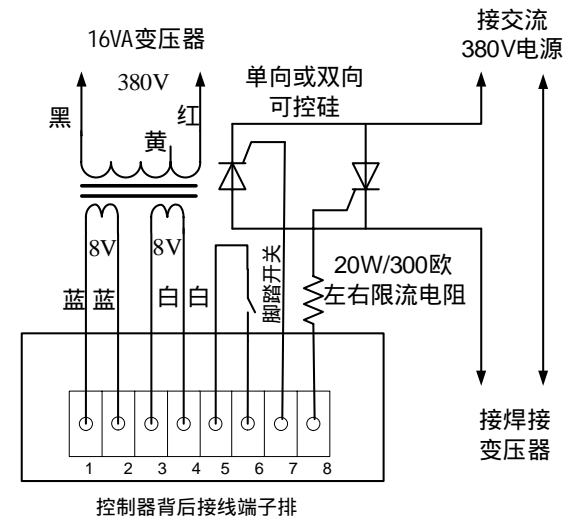 16VA变压器
380V
黑
红
黄
单向或双向
可控硅
接交流
380V电源
8V
8V
蓝
蓝
白
白
脚踏开关
20W/300欧
左右限流电阻
1 2 3 4 5 6 7 8
接焊接
变压器
控制器背后接线端子排